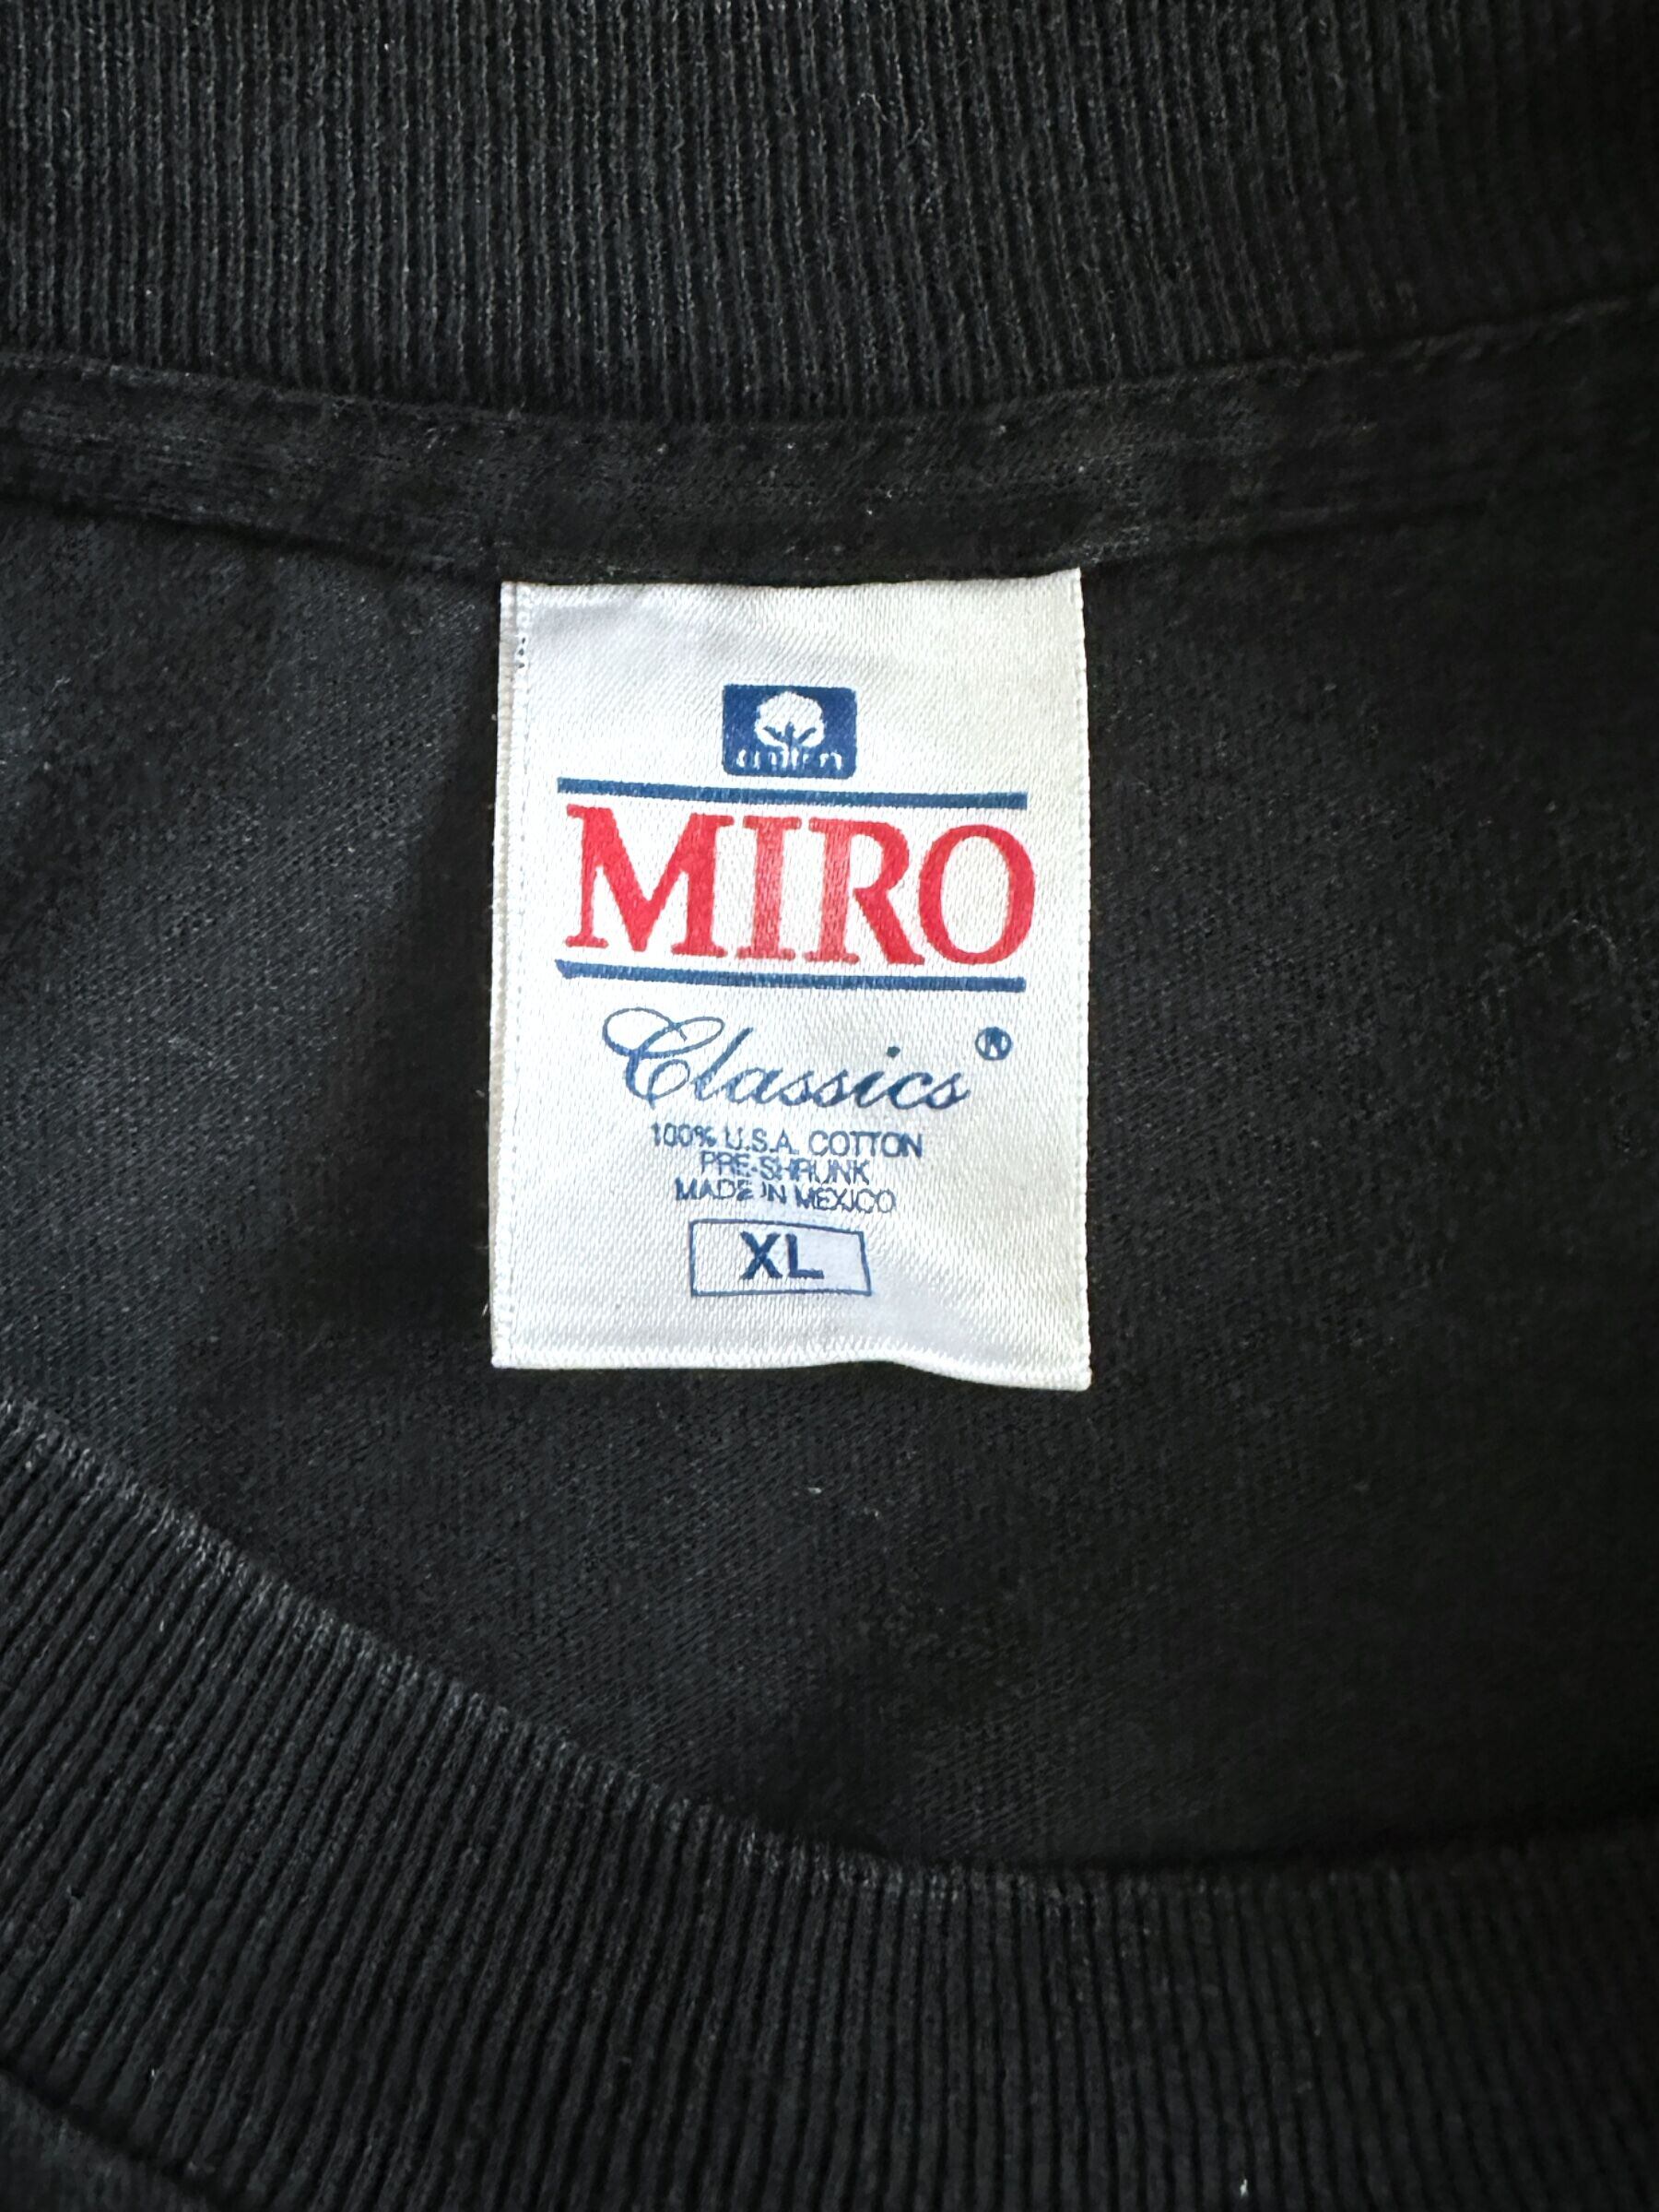 cotton
MIRO
Classics®
100% U.S.A. COTTON
PRE-SHRUNK
MADE IN MEXICO
XL